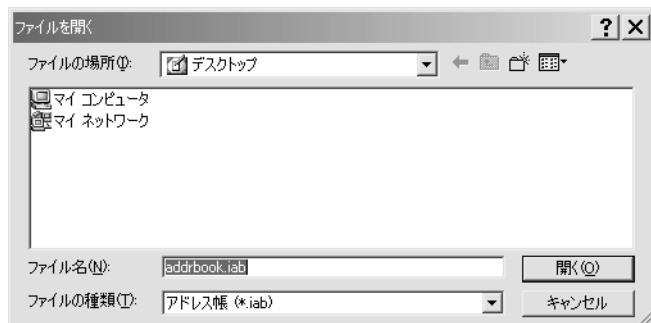 ファイルを開く
ファイルの場所(I): デスクトップ
マイ コンピュータ
マイ ネットワーク
ファイル名(N): addrbook.iab 開く(O)
ファイルの種類(T): アドレス帳 (*.iab) キャンセル